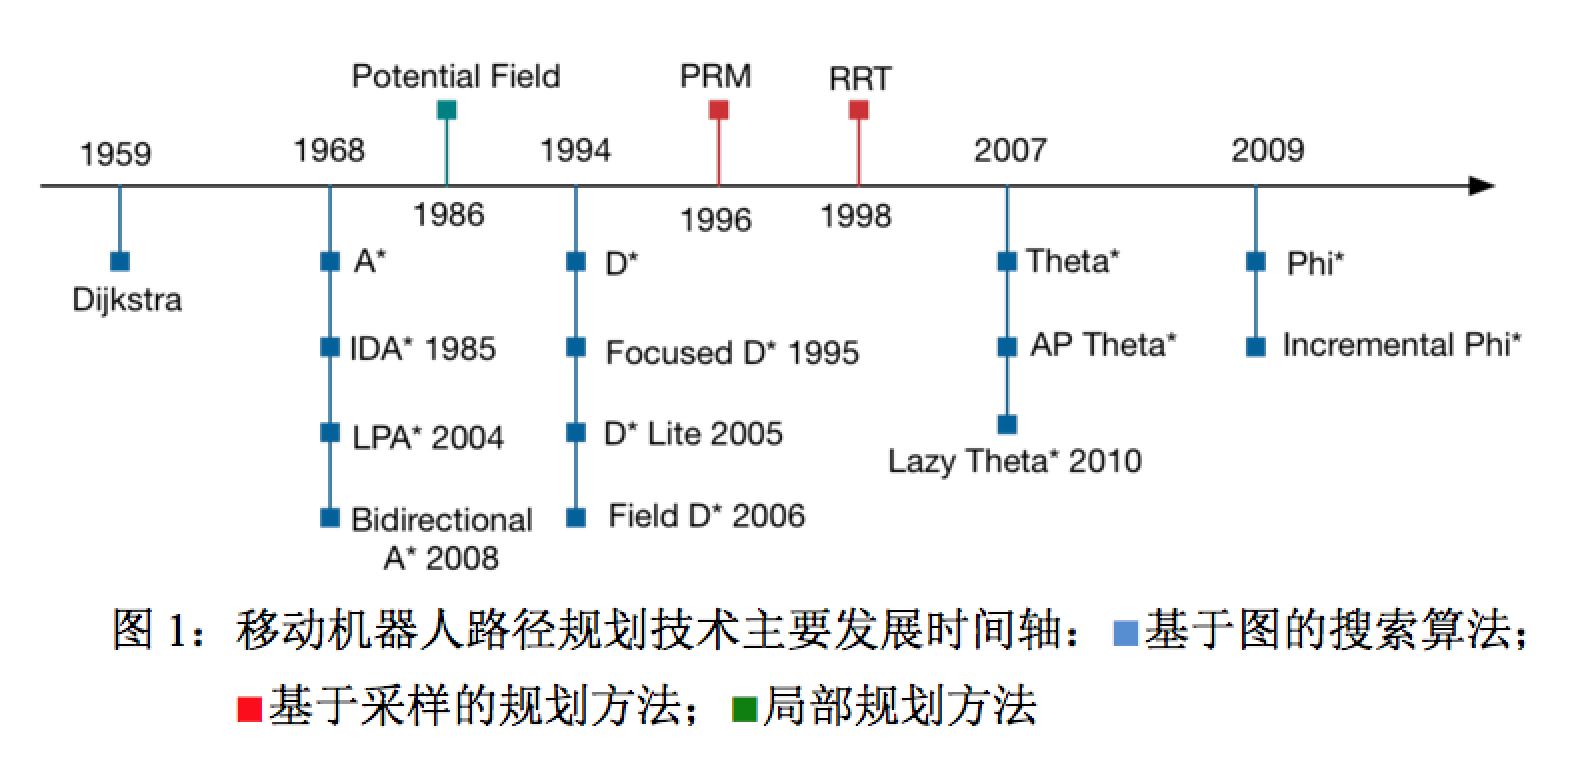 Potential Field
PRM
RRT
1959
1968
1994
2007
2009
1986
1996
1998
Dijkstra
A*
IDA* 1985
LPA* 2004
Bidirectional
A* 2008
D*
Focused D* 1995
D* Lite 2005
Field D* 2006
Theta*
AP Theta*
Lazy Theta* 2010
Phi*
Incremental Phi*
图 1：移动机器人路径规划技术主要发展时间轴：基于图的搜索算法；
基于采样的规划方法；局部规划方法